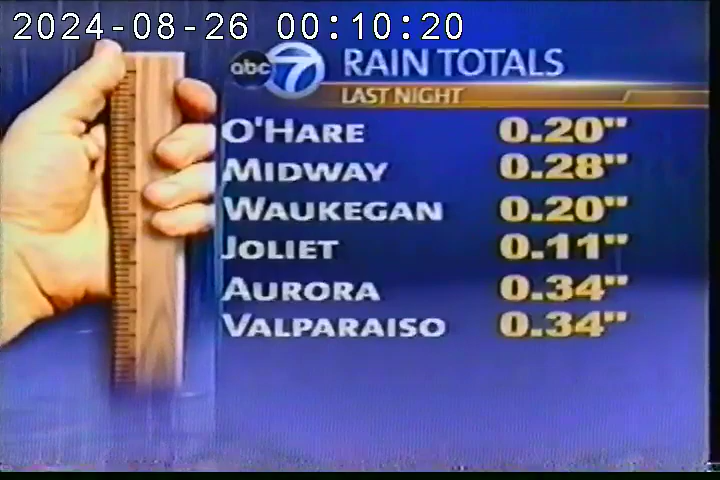 2024-08-26 00:10:20
abc 7 RAIN TOTALS
LAST NIGHT
O'HARE 0.20"
MIDWAY 0.28"
WAUKEGAN 0.20"
JOLIET 0.11"
AURORA 0.34"
VALPARAISO 0.34"